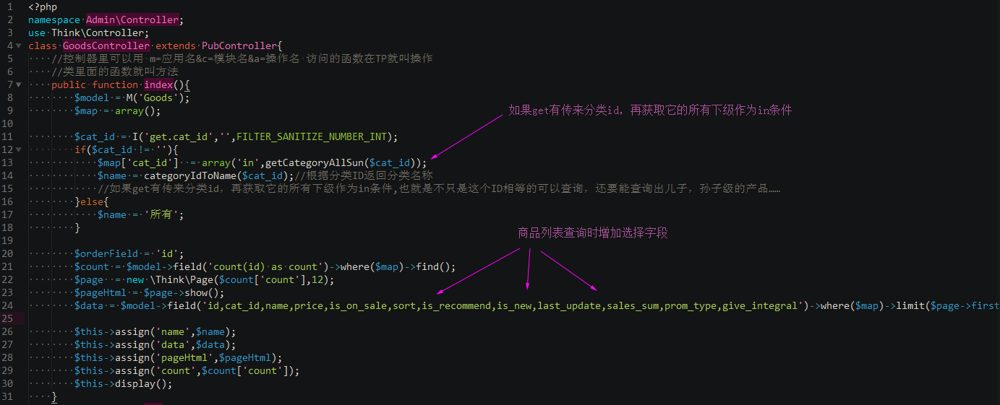 1 <?php
2 namespace Admin\Controller;
3 use Think\Controller;
4 class GoodsController extends PubController{
5 //控制器里可以用 m=应用名&c=模块名&a=操作名 访问的函数在TP就叫操作
6 //类里面的函数就叫方法
7 public function index(){
8 $model = M('Goods');
9 $map = array();
如果get有传来分类id，再获取它的所有下级作为in条件
10
11 $cat_id = I('get.cat_id','',FILTER_SANITIZE_NUMBER_INT);
12 if($cat_id != ''){
13 $map['cat_id']  = array('in',getCategoryAllSun($cat_id));
14 $name = categoryIdToName($cat_id);//根据分类ID返回分类名称
15 //如果get有传来分类id，再获取它的所有下级作为in条件,也就是不只是这个ID相等的可以查询，还要能查询出儿子，孙子级的产品……
16 }else{
17 $name = '所有';
18 }
商品列表查询时增加选择字段
19
20 $orderField = 'id';
21 $count = $model->field('count(id) as count')->where($map)->find();
22 $page  = new \Think\Page($count['count'],12);
23 $pageHtml = $page->show();
24 $data = $model->field('id,cat_id,name,price,is_on_sale,sort,is_recommend,is_new,last_update,sales_sum,prom_type,give_integral')->where($map)->limit($page->first
25
26 $this->assign('name',$name);
27 $this->assign('data',$data);
28 $this->assign('pageHtml',$pageHtml);
29 $this->assign('count',$count['count']);
30 $this->display();
31 }